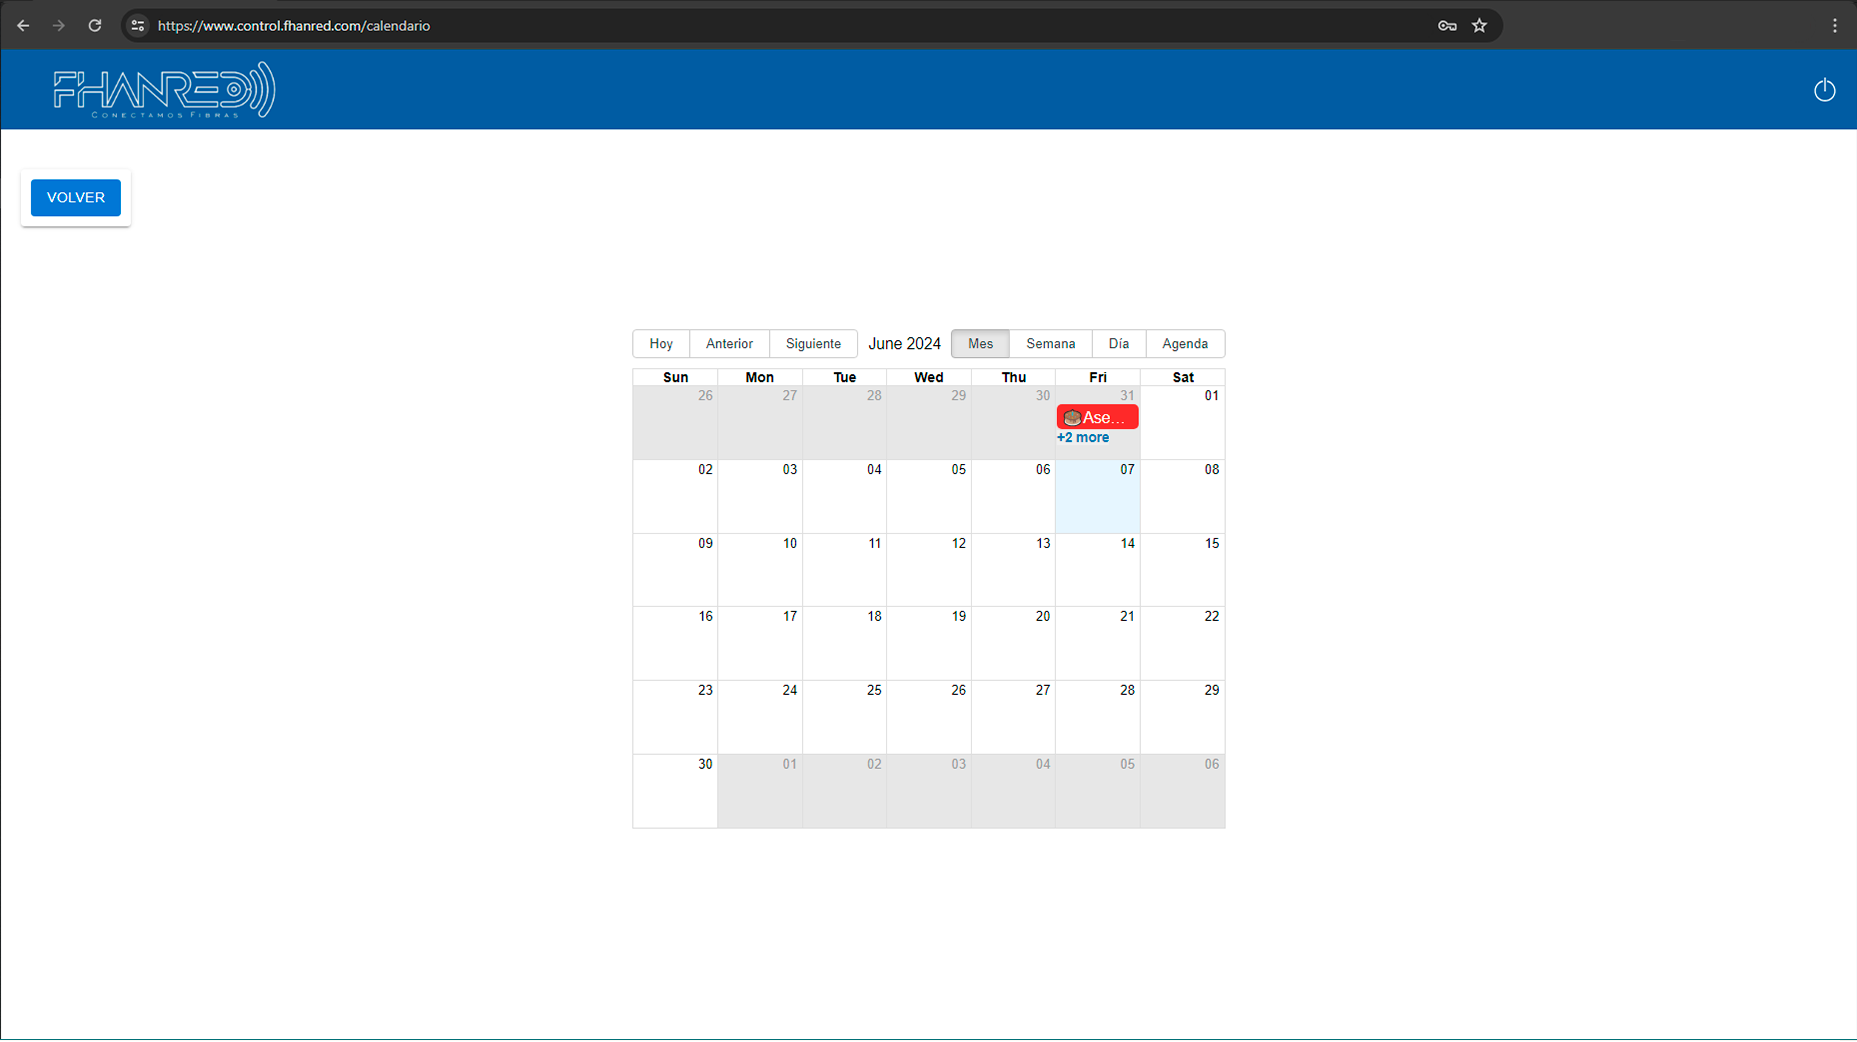 https://www.control.fhanred.com/calendario
FHANRED
Conectamos Fibras
VOLVER
Hoy Anterior Siguiente June 2024 Mes Semana Día Agenda
Sun Mon Tue Wed Thu Fri Sat
26 27 28 29 30 31 01
Ase...
+2 more
02 03 04 05 06 07 08
09 10 11 12 13 14 15
16 17 18 19 20 21 22
23 24 25 26 27 28 29
30 01 02 03 04 05 06